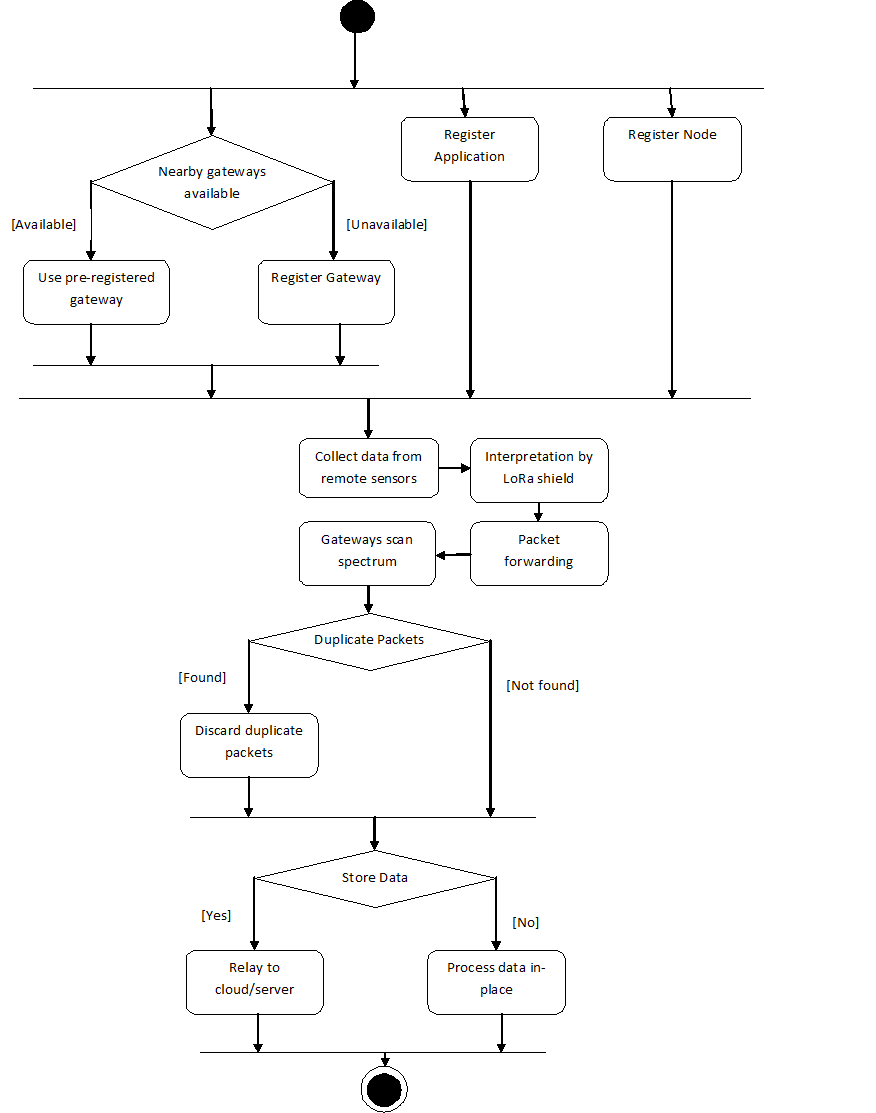 Register
Application
Register Node
Nearby gateways
available
[Available]
[Unavailable]
Use pre-registered
gateway
Register Gateway
Collect data from
remote sensors
Interpretation by
LoRa shield
Gateways scan
spectrum
Packet
forwarding
Duplicate Packets
[Found]
[Not found]
Discard duplicate
packets
Store Data
[Yes]
[No]
Relay to
cloud/server
Process data in-
place